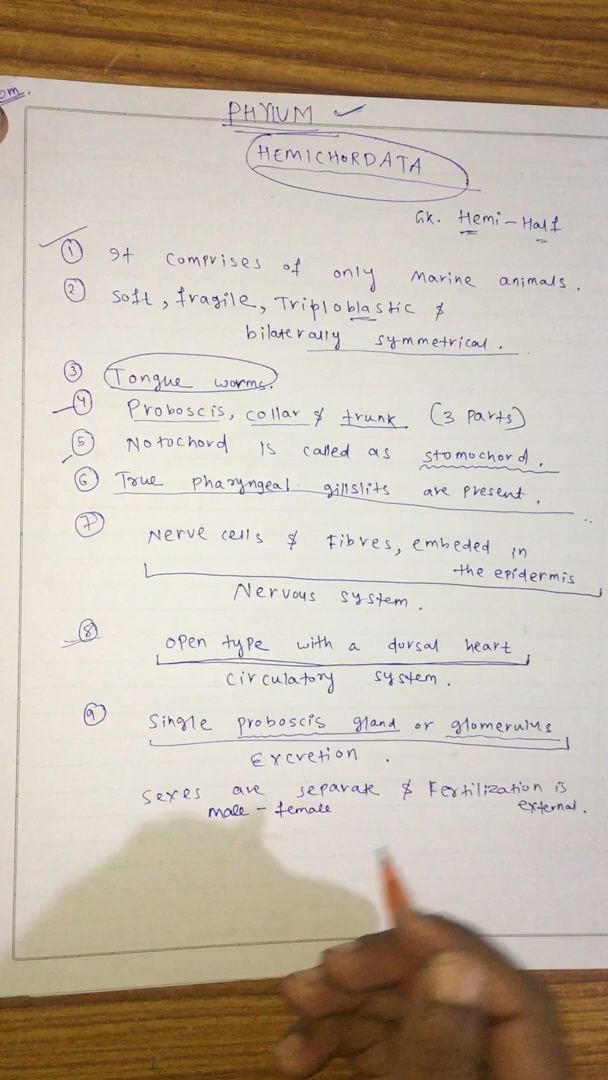 om.
PHYLUM
HEMICHORDATA
Gk. Hemi - Half
① It comprises of only Marine animals.
② Soft, fragile, Triploblastic &
bilaterally symmetrical.
③ Tongue worms.
④ Proboscis, collar & trunk. (3 parts)
⑤ Notochord is called as stomochord.
⑥ True pharyngeal gillslits are present.
⑦ Nerve cells & Fibres, embeded in
the epidermis
Nervous system.
⑧ open type with a dorsal heart
circulatory system.
⑨ Single proboscis gland or glomerulus
Excretion.
Sexes are separate & Fertilization is
male - female external.